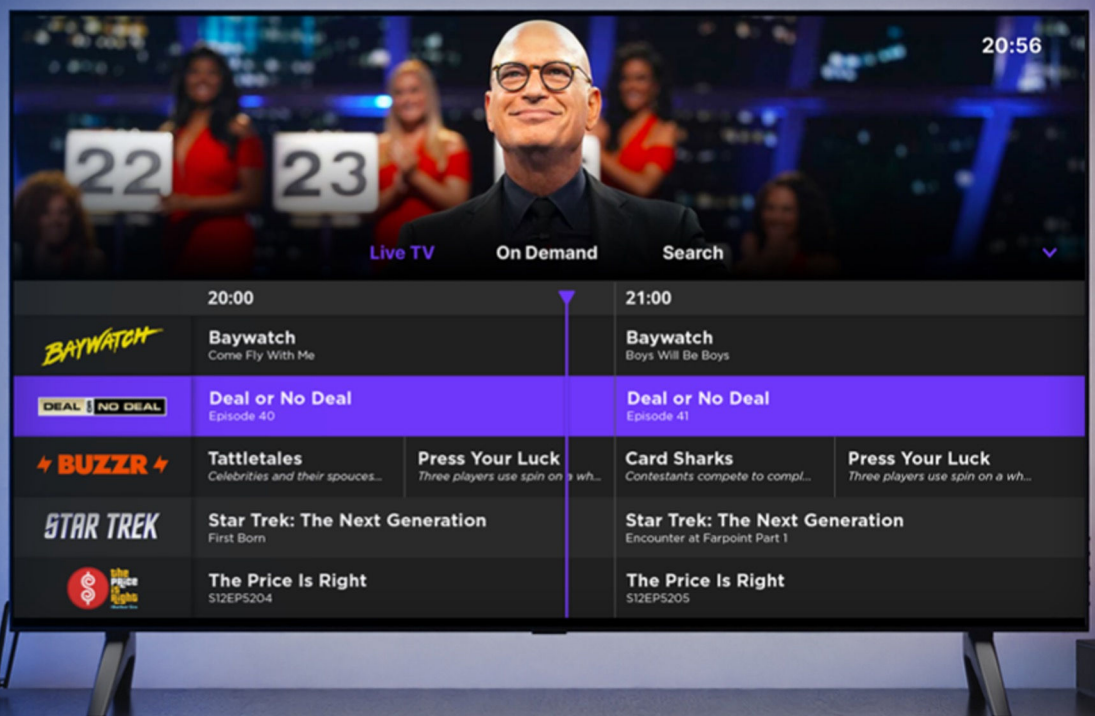 20:56
22
23
Live TV
On Demand
Search
20:00
21:00
BAYWATCH
Baywatch
Come Fly With Me
Baywatch
Boys Will Be Boys
DEAL OR NO DEAL
Deal or No Deal
Episode 40
Deal or No Deal
Episode 41
BUZZR
Tattletales
Celebrities and their spouces...
Press Your Luck
Three players use spin on a wh...
Card Sharks
Contestants compete to compl...
Press Your Luck
Three players use spin on a wh...
STAR TREK
Star Trek: The Next Generation
First Born
Star Trek: The Next Generation
Encounter at Farpoint Part 1
the
PRICE
is
Right
The Price Is Right
S12EP5204
The Price Is Right
S12EP5205